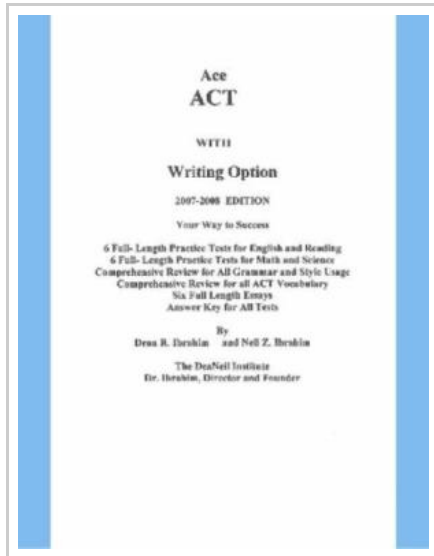 Ace
ACT
WITH
Writing Option
2007-2008 EDITION
Your Way to Success
6 Full- Length Practice Tests for English and Reading
6 Full- Length Practice Tests for Math and Science
Comprehensive Review for All Grammar and Style Usage
Comprehensive Review for all ACT Vocabulary
Six Full Length Essays
Answer Key for All Tests
By
R. Ibrahim and Neil Z. Ibrahim
The DeaNeil Institute
Dr. Ibrahim, Director and Founder